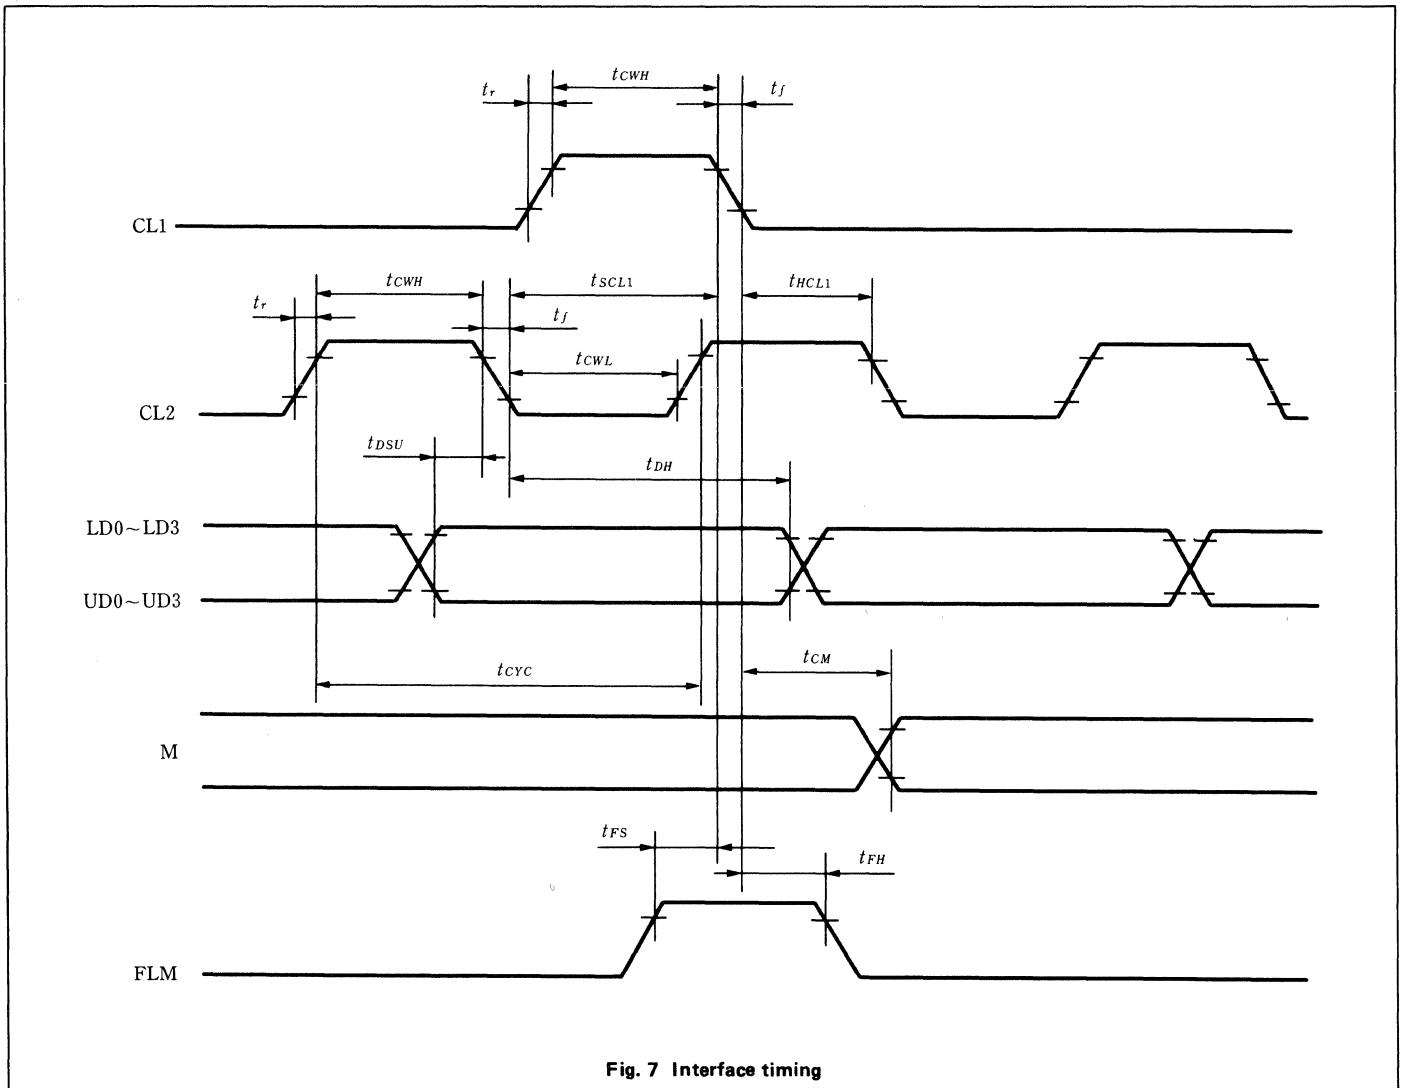 tCWH
tr
tf
CL1
tCWH
tSCL1
tHCL1
tr
tf
tCWL
CL2
tDSU
tDH
LD0~LD3
UD0~UD3
tCYC
tCM
M
tFS
tFH
FLM
Fig. 7 Interface timing